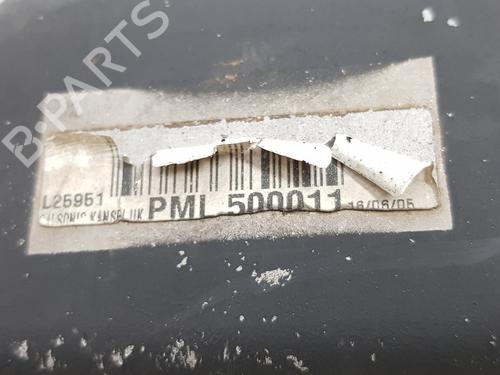 B-PARTS
L25951
CALSONIC KANSEI UK
PML 500011
16/06/05